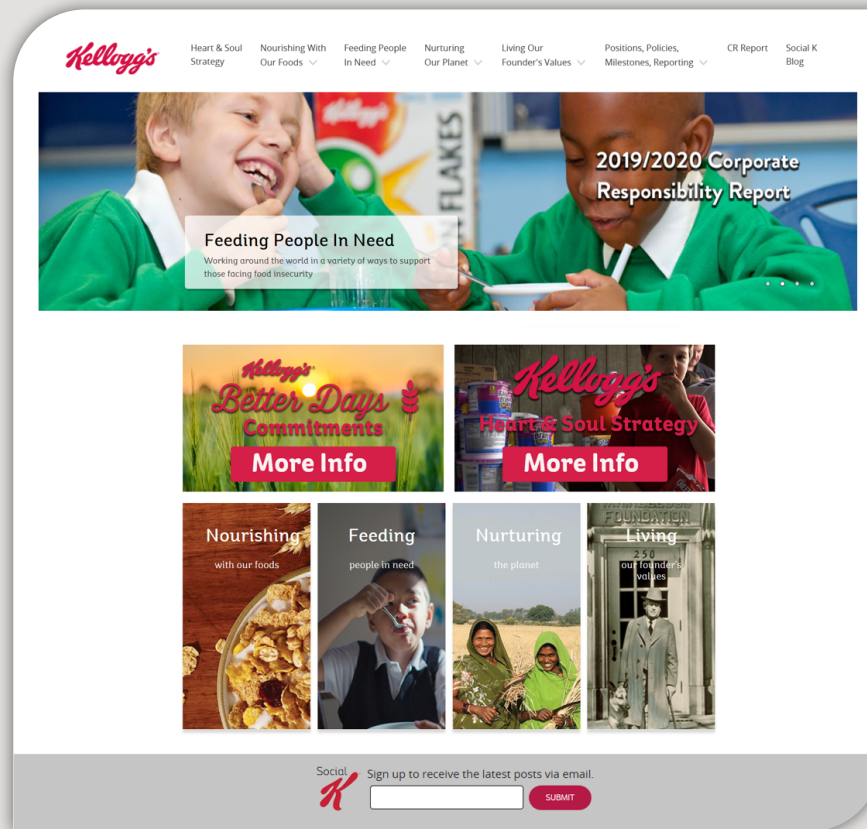 Kellogg's
Heart & Soul
Strategy
Nourishing With
Our Foods
Feeding People
In Need
Nurturing
Our Planet
Living Our
Founder's Values
Positions, Policies,
Milestones, Reporting
CR Report
Social K
Blog
Kellogg's
FLAKES
2019/2020 Corporate
Responsibility Report
Feeding People In Need
Working around the world in a variety of ways to support
those facing food insecurity
Kellogg's
Better Days
Commitments
More Info
Kellogg's
Heart & Soul Strategy
More Info
Nourishing
with our foods
Feeding
people in need
Nurturing
the planet
FOUNDATION
250
Living
our founder's
values
Social
K
Sign up to receive the latest posts via email.
SUBMIT